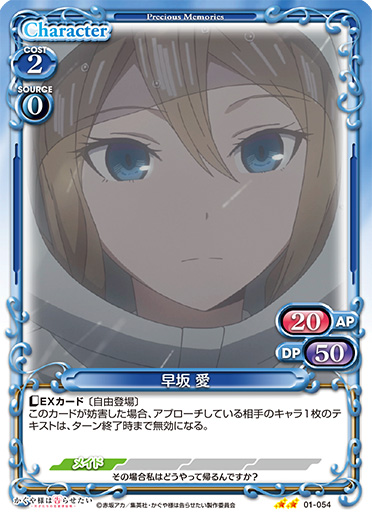 Precious Memories
Character
COST
2
SOURCE
0
20 AP
DP 50
早坂 愛
EXカード〔自由登場〕
このカードが妨害した場合、アプローチしている相手のキャラ1枚のテ
キストは、ターン終了時まで無効になる。
メイド
その場合私はどうやって帰るんですか?
かぐや様は告らせたい
©赤坂アカ/集英社・かぐや様は告らせたい製作委員会
01-054